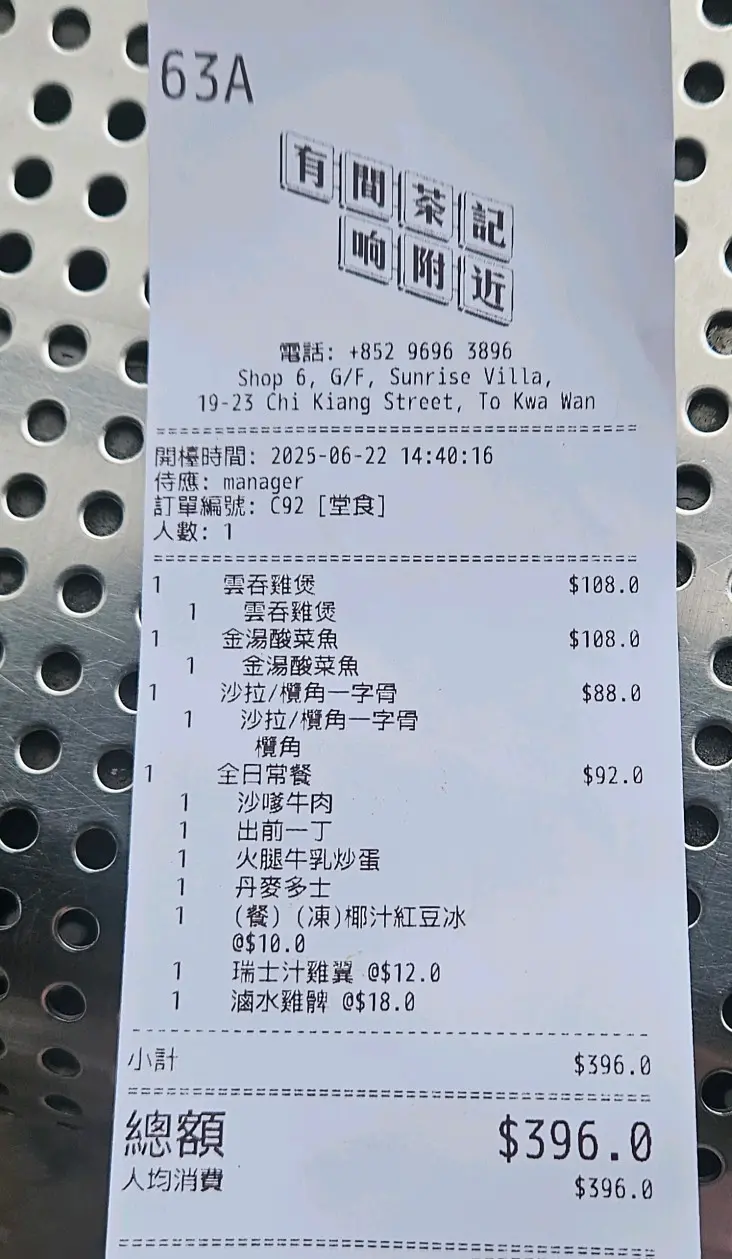 63A
有間茶記
响附近
電話: +852 9696 3896
Shop 6, G/F, Sunrise Villa,
19-23 Chi Kiang Street, To Kwa Wan
開檯時間: 2025-06-22 14:40:16
侍應: manager
訂單編號: C92 [堂食]
人數: 1
1 雲吞雞煲 $108.0
1 雲吞雞煲
1 金湯酸菜魚 $108.0
1 金湯酸菜魚
1 沙拉/欖角一字骨 $88.0
1 沙拉/欖角一字骨
欖角
1 全日常餐 $92.0
1 沙嗲牛肉
1 出前一丁
1 火腿牛乳炒蛋
1 丹麥多士
1 (餐) (凍)椰汁紅豆冰
@$10.0
1 瑞士汁雞翼 @$12.0
1 滷水雞髀 @$18.0
小計 $396.0
總額 $396.0
人均消費 $396.0